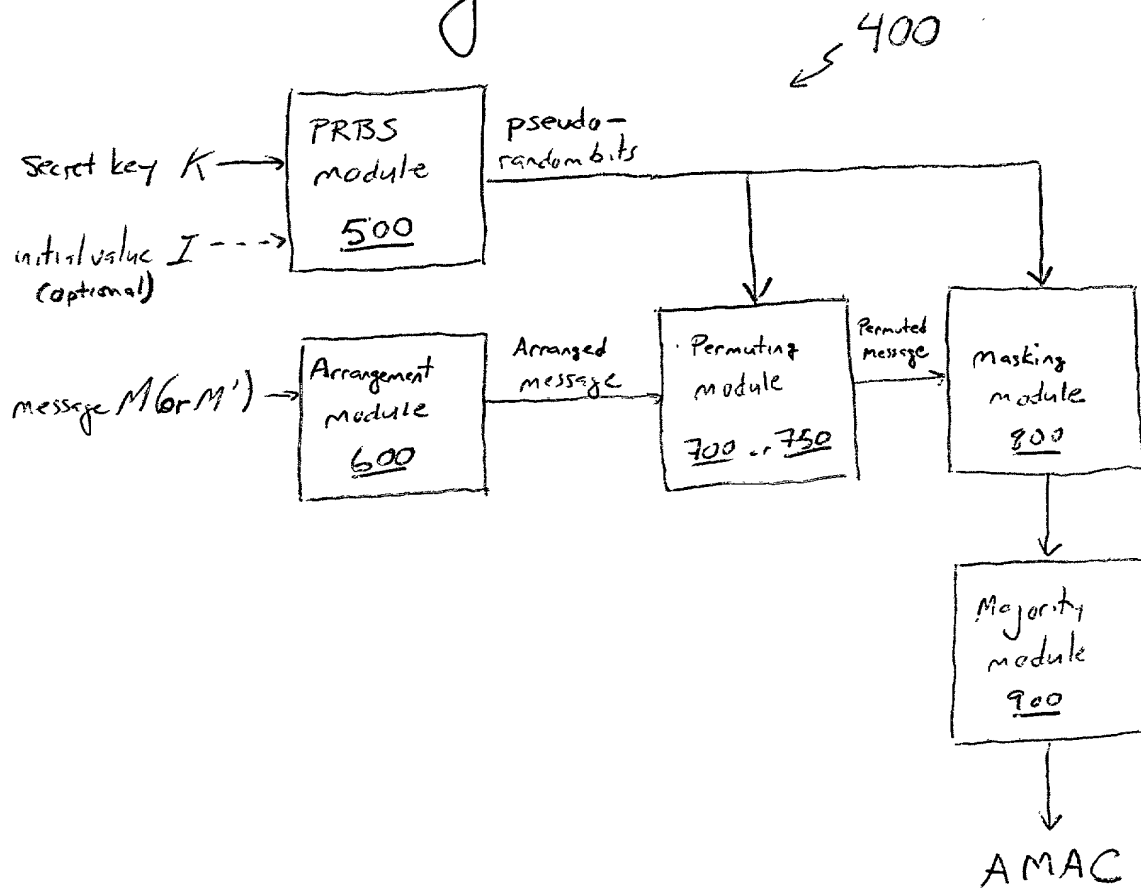 400
PRBS
module
500
pseudo-
random bits
secret key K
initial value I
(optional)
message M (or M')
Arrangement
module
600
Arranged
message
Permuting
module
700 or 750
Permuted
message
masking
module
800
Majority
module
900
AMAC